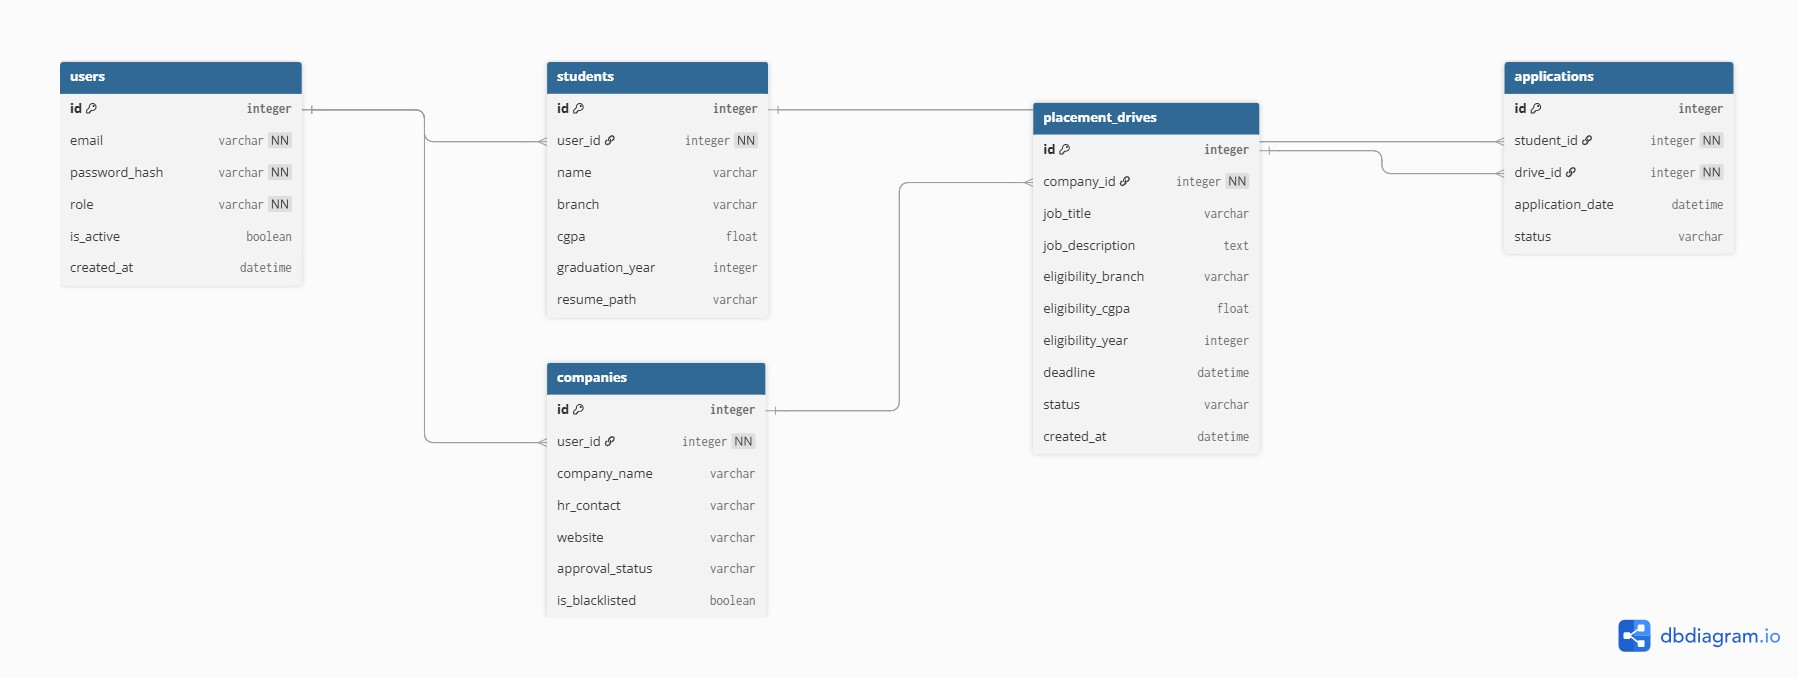 users
id integer
email varchar NN
password_hash varchar NN
role varchar NN
is_active boolean
created_at datetime
students
id integer
user_id integer NN
name varchar
branch varchar
cgpa float
graduation_year integer
resume_path varchar
companies
id integer
user_id integer NN
company_name varchar
hr_contact varchar
website varchar
approval_status varchar
is_blacklisted boolean
placement_drives
id integer
company_id integer NN
job_title varchar
job_description text
eligibility_branch varchar
eligibility_cgpa float
eligibility_year integer
deadline datetime
status varchar
created_at datetime
applications
id integer
student_id integer NN
drive_id integer NN
application_date datetime
status varchar
dbdiagram.io